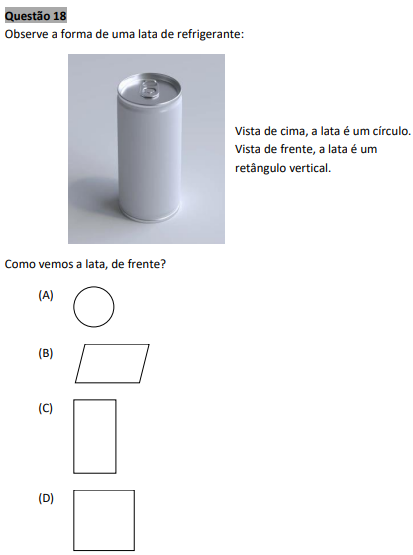 Questão 18
Observe a forma de uma lata de refrigerante:
Vista de cima, a lata é um círculo.
Vista de frente, a lata é um
retângulo vertical.
Como vemos a lata, de frente?
(A)
(B)
(C)
(D)